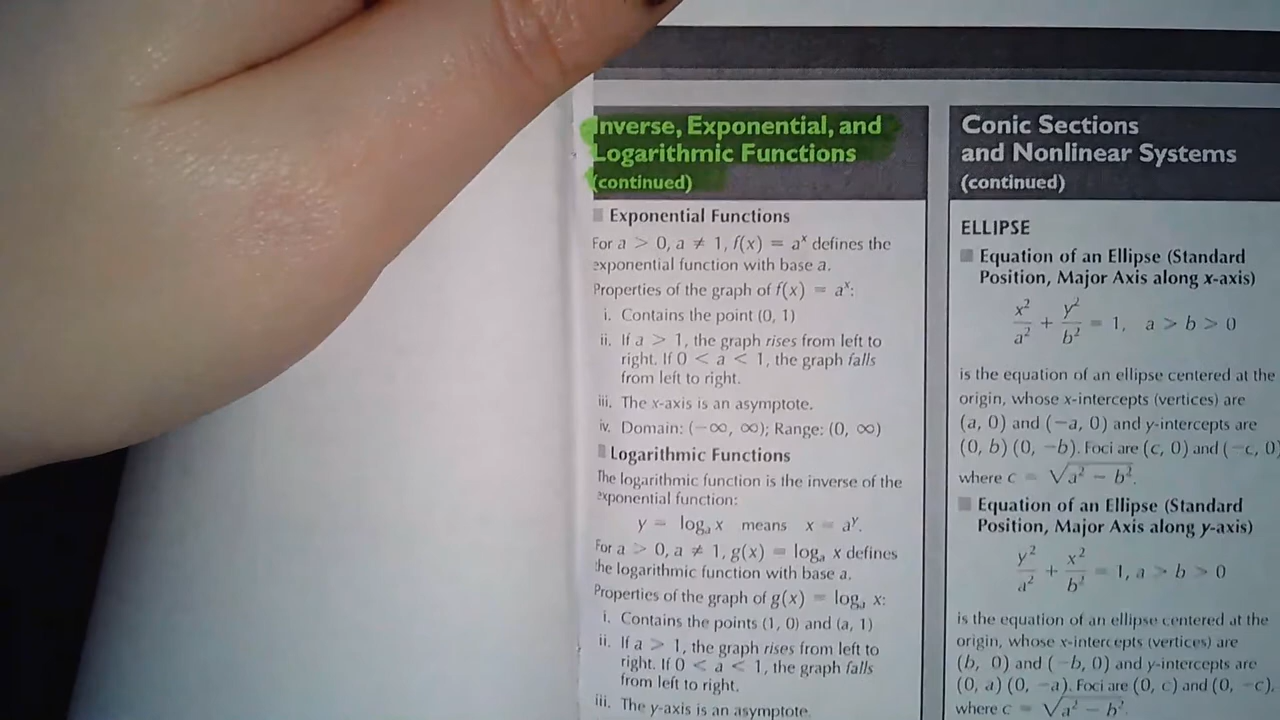 Inverse, Exponential, and
Logarithmic Functions
(continued)
Exponential Functions
For a > 0, a ≠ 1, f(x) = aˣ defines the
exponential function with base a.
Properties of the graph of f(x) = aˣ:
i. Contains the point (0, 1)
ii. If a > 1, the graph rises from left to
right. If 0 < a < 1, the graph falls
from left to right.
iii. The x-axis is an asymptote.
iv. Domain: (−∞, ∞); Range: (0, ∞)
Logarithmic Functions
The logarithmic function is the inverse of the
exponential function:
y = logₐ x means x = aʸ.
For a > 0, a ≠ 1, g(x) = logₐ x defines
the logarithmic function with base a.
Properties of the graph of g(x) = logₐ x:
i. Contains the points (1, 0) and (a, 1)
ii. If a > 1, the graph rises from left to
right. If 0 < a < 1, the graph falls
from left to right.
iii. The y-axis is an asymptote.
Conic Sections
and Nonlinear Systems
(continued)
ELLIPSE
Equation of an Ellipse (Standard
Position, Major Axis along x-axis)
x²/a² + y²/b² = 1, a > b > 0
is the equation of an ellipse centered at the
origin, whose x-intercepts (vertices) are
(a, 0) and (−a, 0) and y-intercepts are
(0, b) (0, −b). Foci are (c, 0) and (−c, 0)
where c = √(a² − b²).
Equation of an Ellipse (Standard
Position, Major Axis along y-axis)
y²/a² + x²/b² = 1, a > b > 0
is the equation of an ellipse centered at the
origin, whose x-intercepts (vertices) are
(b, 0) and (−b, 0) and y-intercepts are
(0, a) (0, −a). Foci are (0, c) and (0, −c),
where c = √(a² − b²).